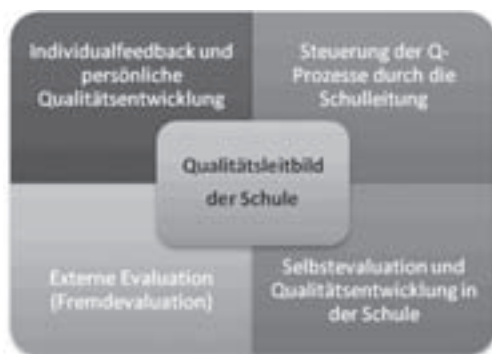 Individualfeedback und
persönliche
Qualitätsentwicklung
Steuerung der Q-
Prozesse durch die
Schulleitung
Qualitätsleitbild
der Schule
Externe Evaluation
(Fremdevaluation)
Selbstevaluation und
Qualitätsentwicklung in
der Schule